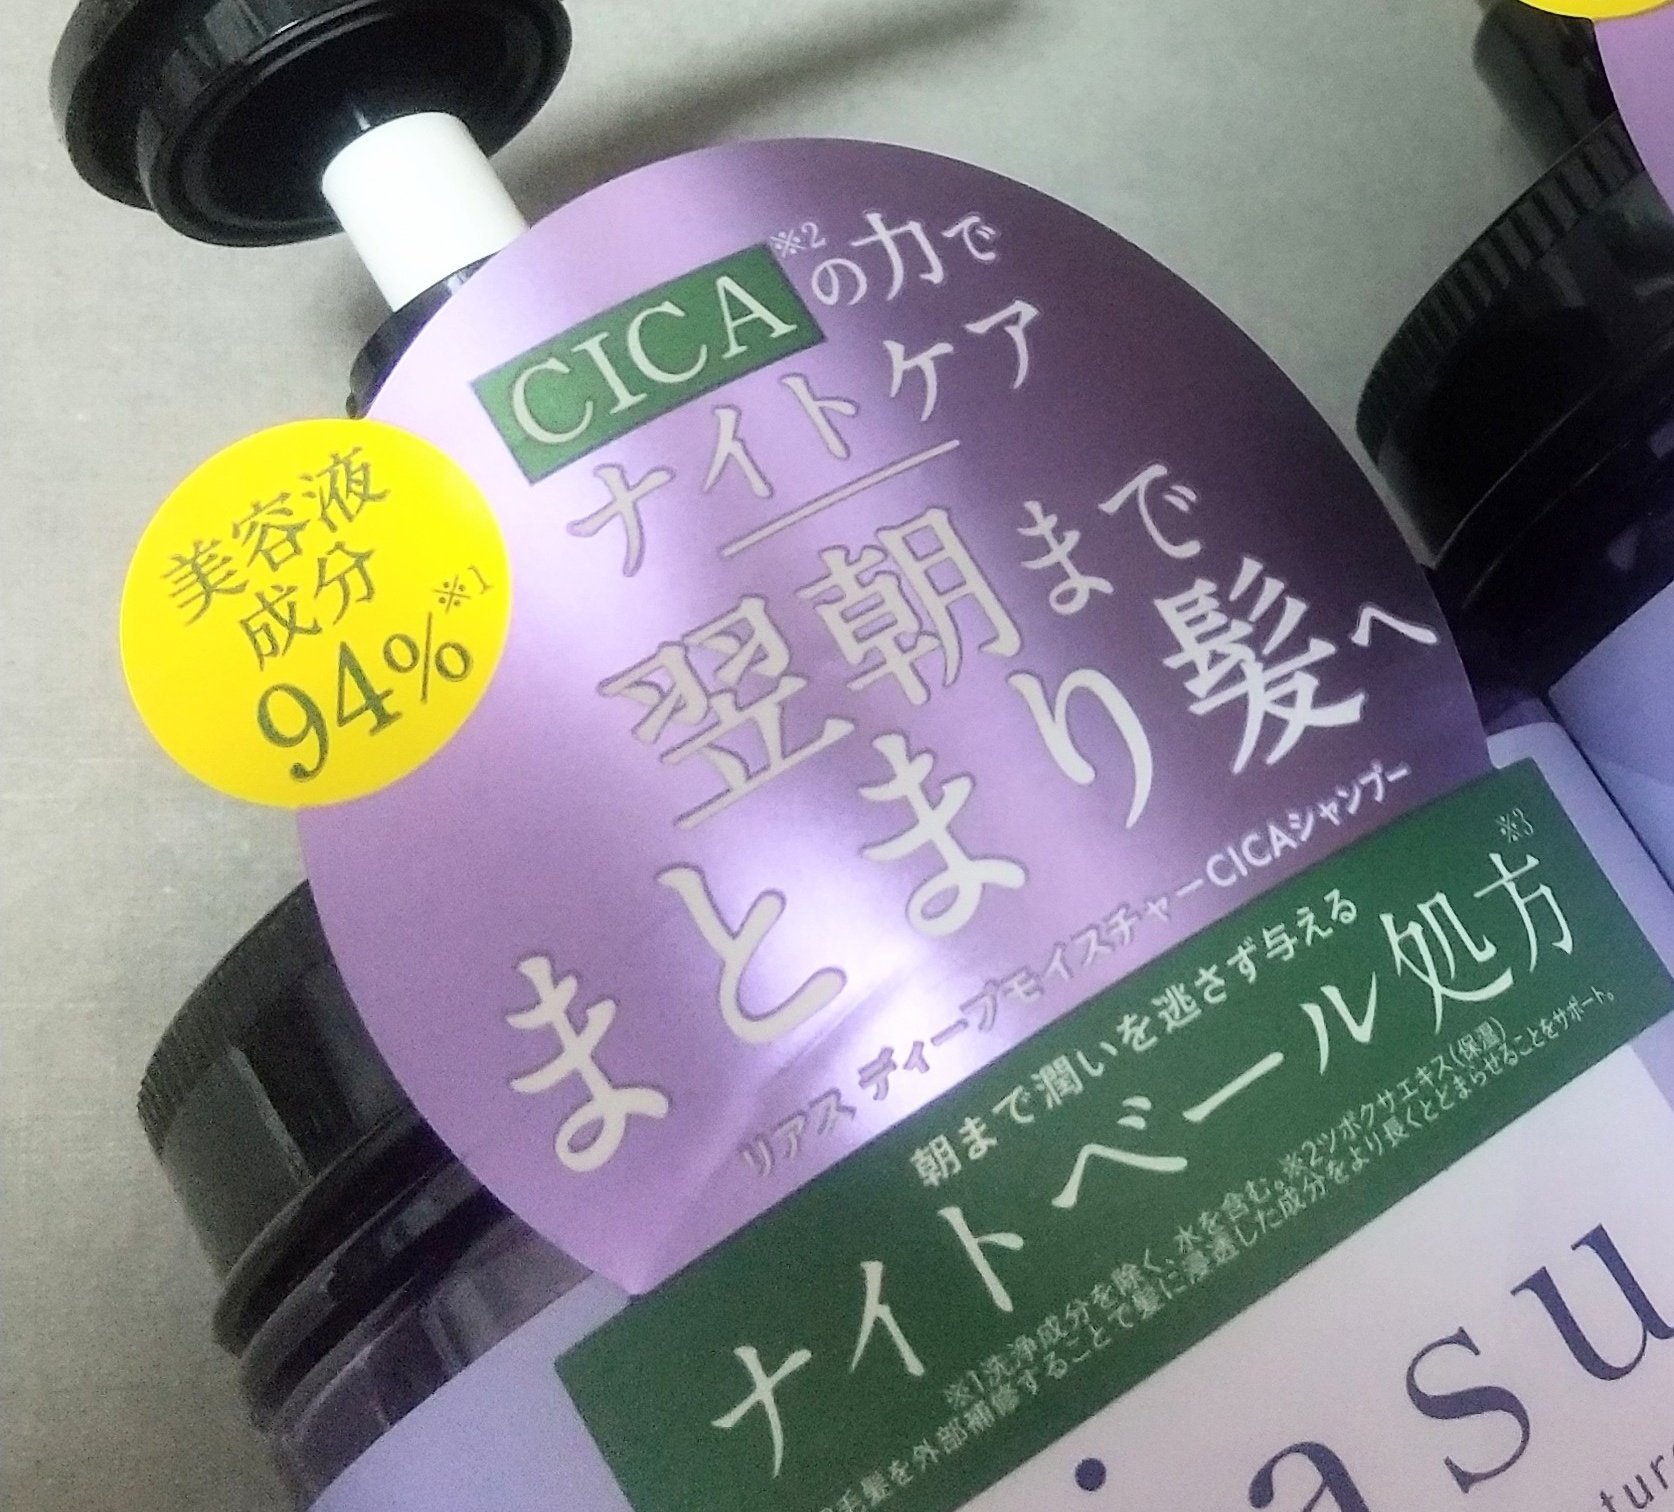 CICA※2の力で
ナイトケア
翌朝まで
まとまり髪へ
リアス ディープモイスチャーCICAシャンプー
美容液
成分
94%※1
朝まで潤いを逃さず与える
ナイトベール処方※3
※1洗浄成分を除く、水を含む。※2ツボクサエキス(保湿)
毛髪を外部補修することで髪に浸透した成分をより長くとどまらせることをサポート。
iasu